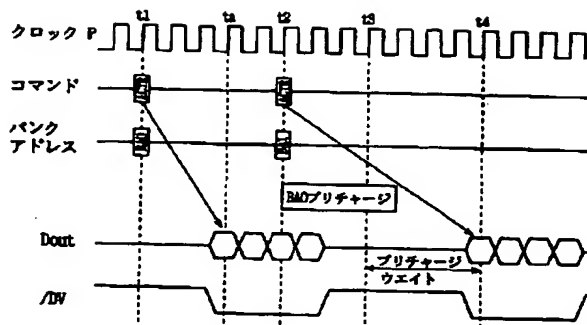 t1 ta t2 t3 t4
クロック P
コマンド
バンク
アドレス
BA0プリチャージ
Dout
プリチャージ
ウエイト
/DV